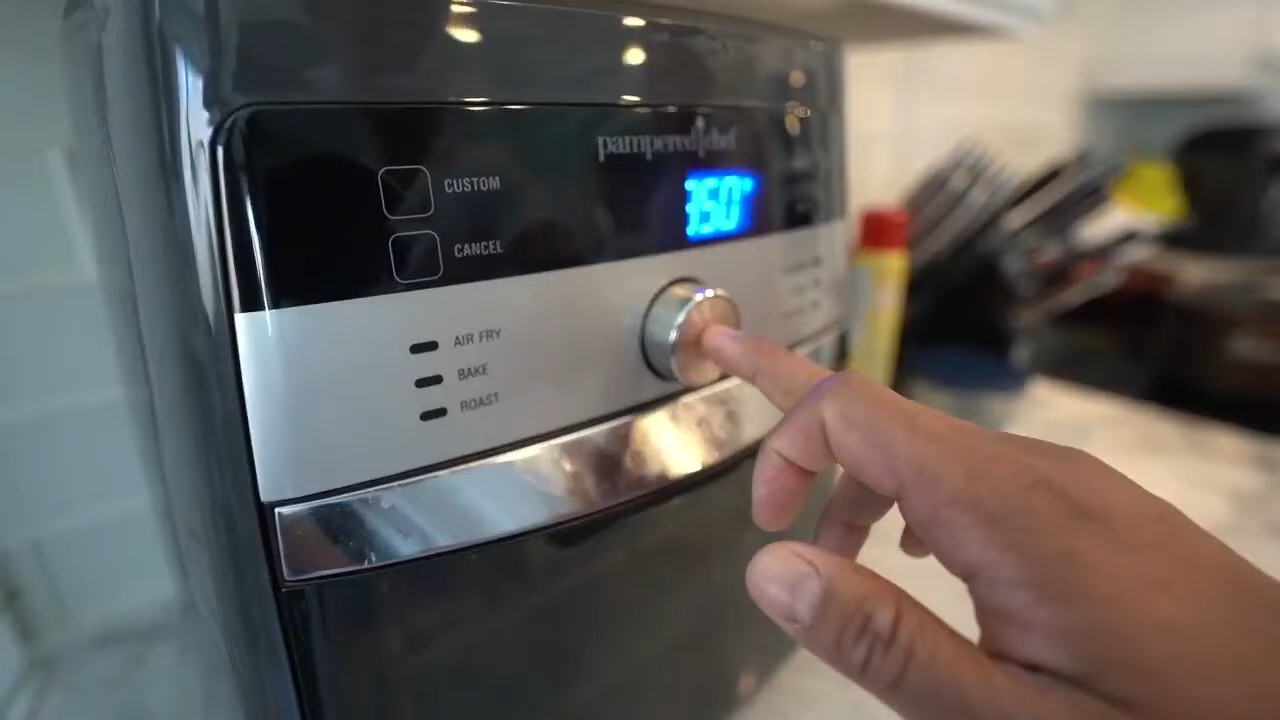 pampered chef
CUSTOM
350°
CANCEL
AIR FRY
BAKE
ROAST